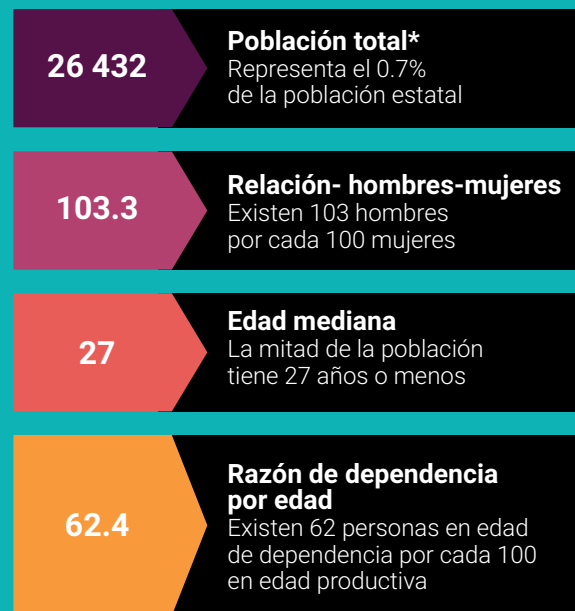 26 432
Población total*
Representa el 0.7%
de la población estatal
103.3
Relación- hombres-mujeres
Existen 103 hombres
por cada 100 mujeres
27
Edad mediana
La mitad de la población
tiene 27 años o menos
62.4
Razón de dependencia
por edad
Existen 62 personas en edad
de dependencia por cada 100
en edad productiva